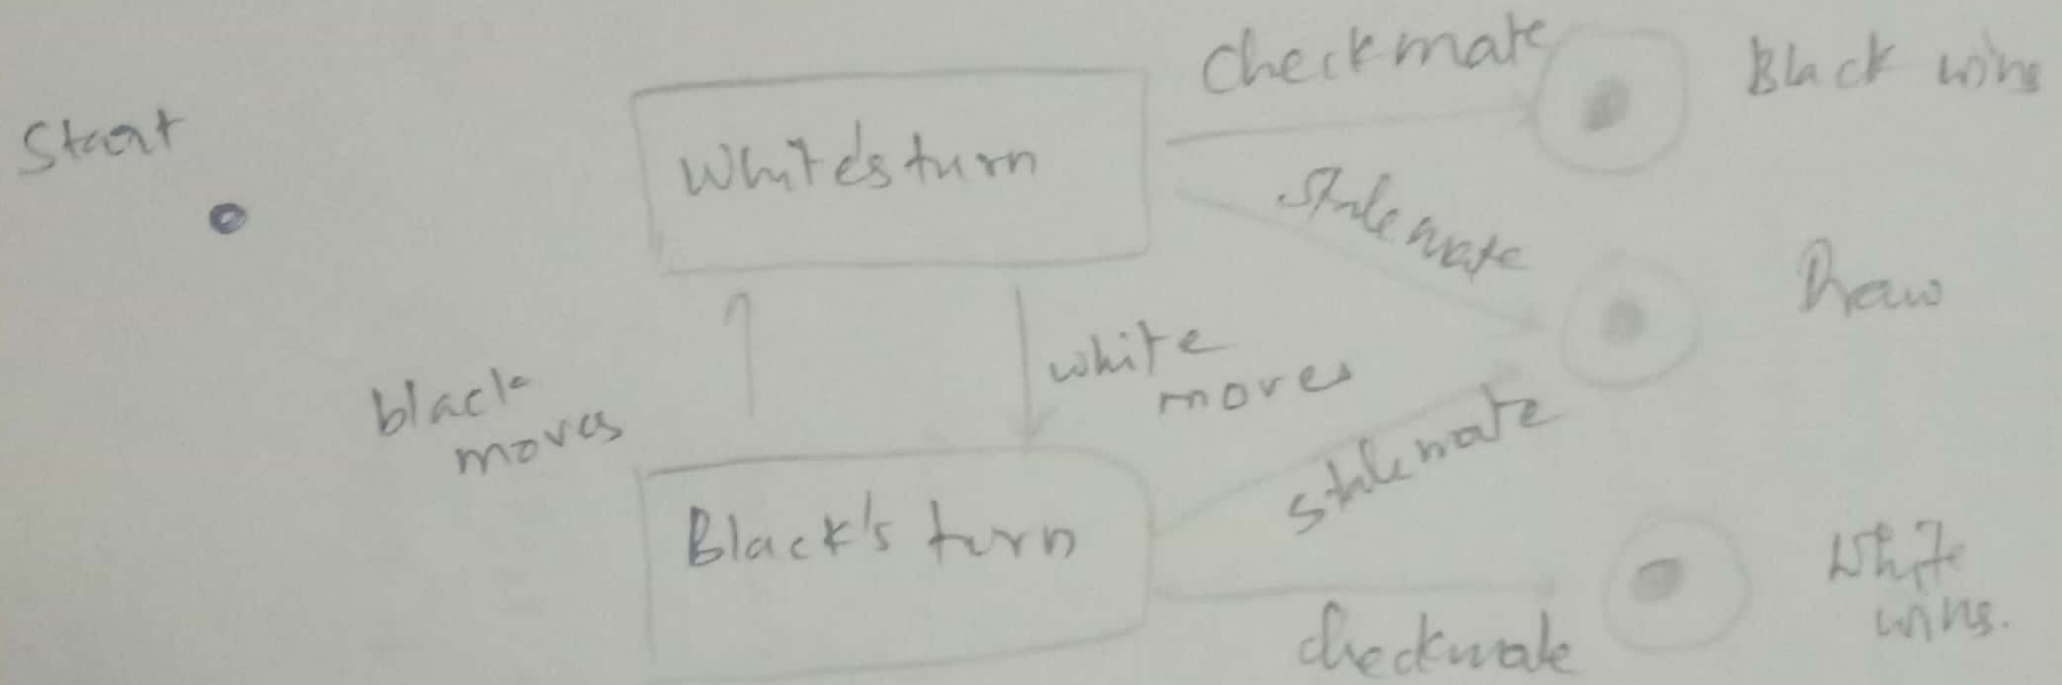 Start
White's turn
Checkmate
Black wins
Stalemate
Draw
black
moves
white
moves
Black's turn
stalemate
checkmate
White
wins.